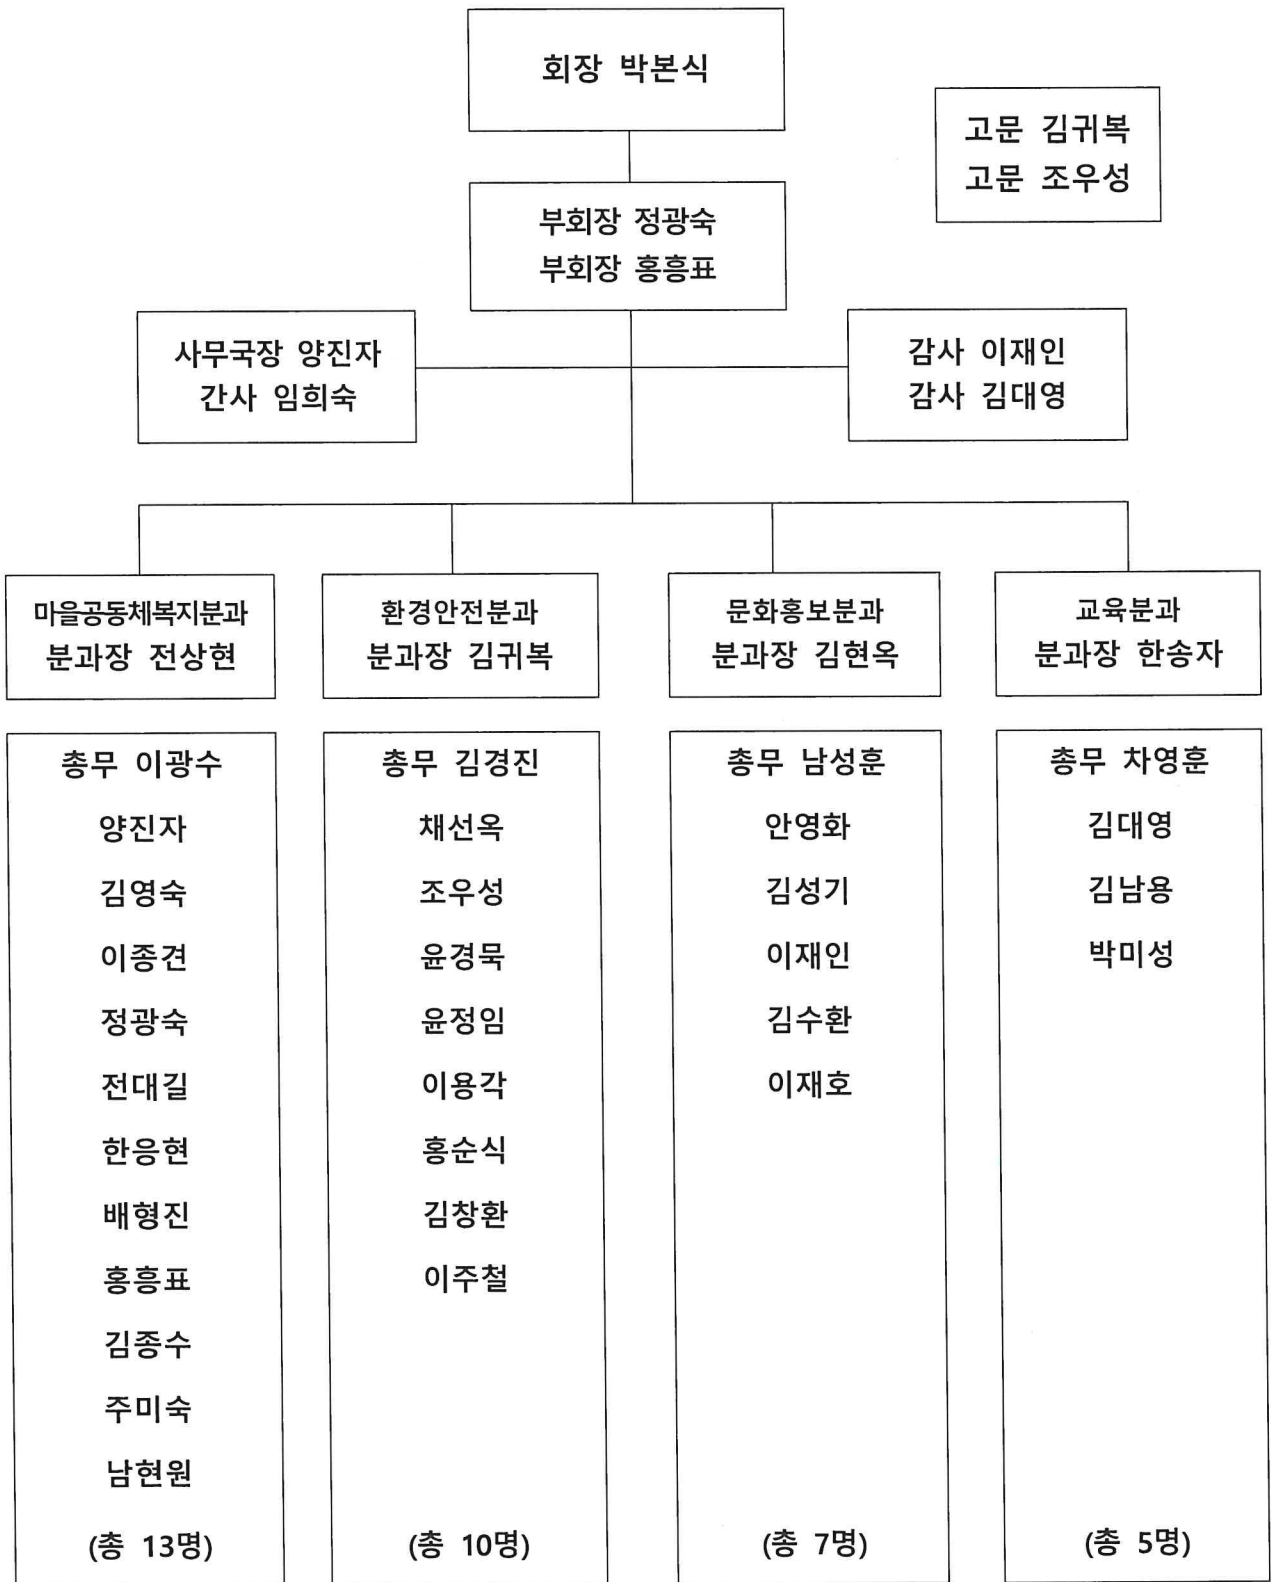 회장 박본식
고문 김귀복
고문 조우성
부회장 정광숙
부회장 홍흥표
사무국장 양진자
간사 임희숙
감사 이재인
감사 김대영
마을공동체복지분과
분과장 전상현
환경안전분과
분과장 김귀복
문화홍보분과
분과장 김현옥
교육분과
분과장 한송자
총무 이광수
양진자
김영숙
이종견
정광숙
전대길
한응현
배형진
홍흥표
김종수
주미숙
남현원
(총 13명)
총무 김경진
채선옥
조우성
윤경묵
윤정임
이용각
홍순식
김창환
이주철
(총 10명)
총무 남성훈
안영화
김성기
이재인
김수환
이재호
(총 7명)
총무 차영훈
김대영
김남용
박미성
(총 5명)